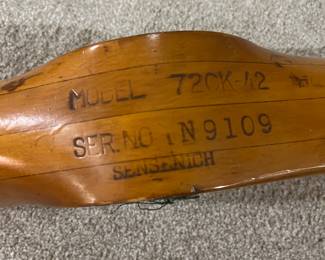 MODEL 72CK-42
SER. NO. N9109
SENSENICH